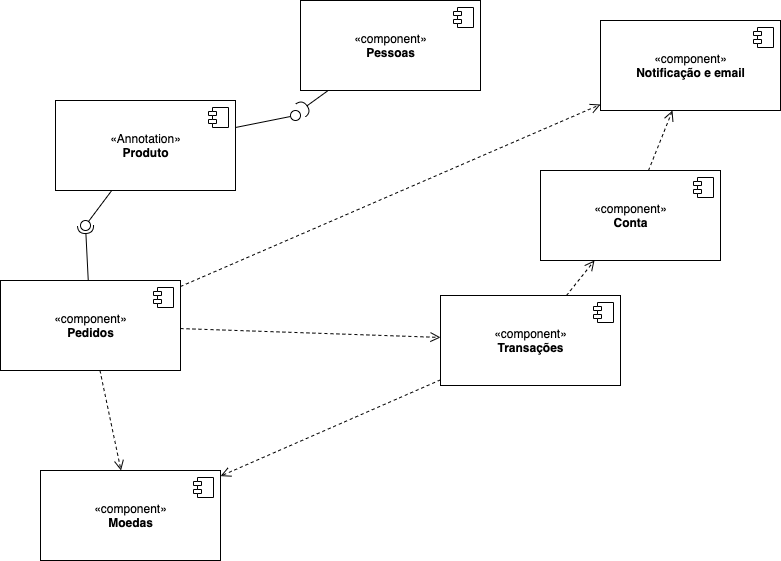 «component»
Pessoas
«component»
Notificação e email
«Annotation»
Produto
«component»
Conta
«component»
Pedidos
«component»
Transações
«component»
Moedas